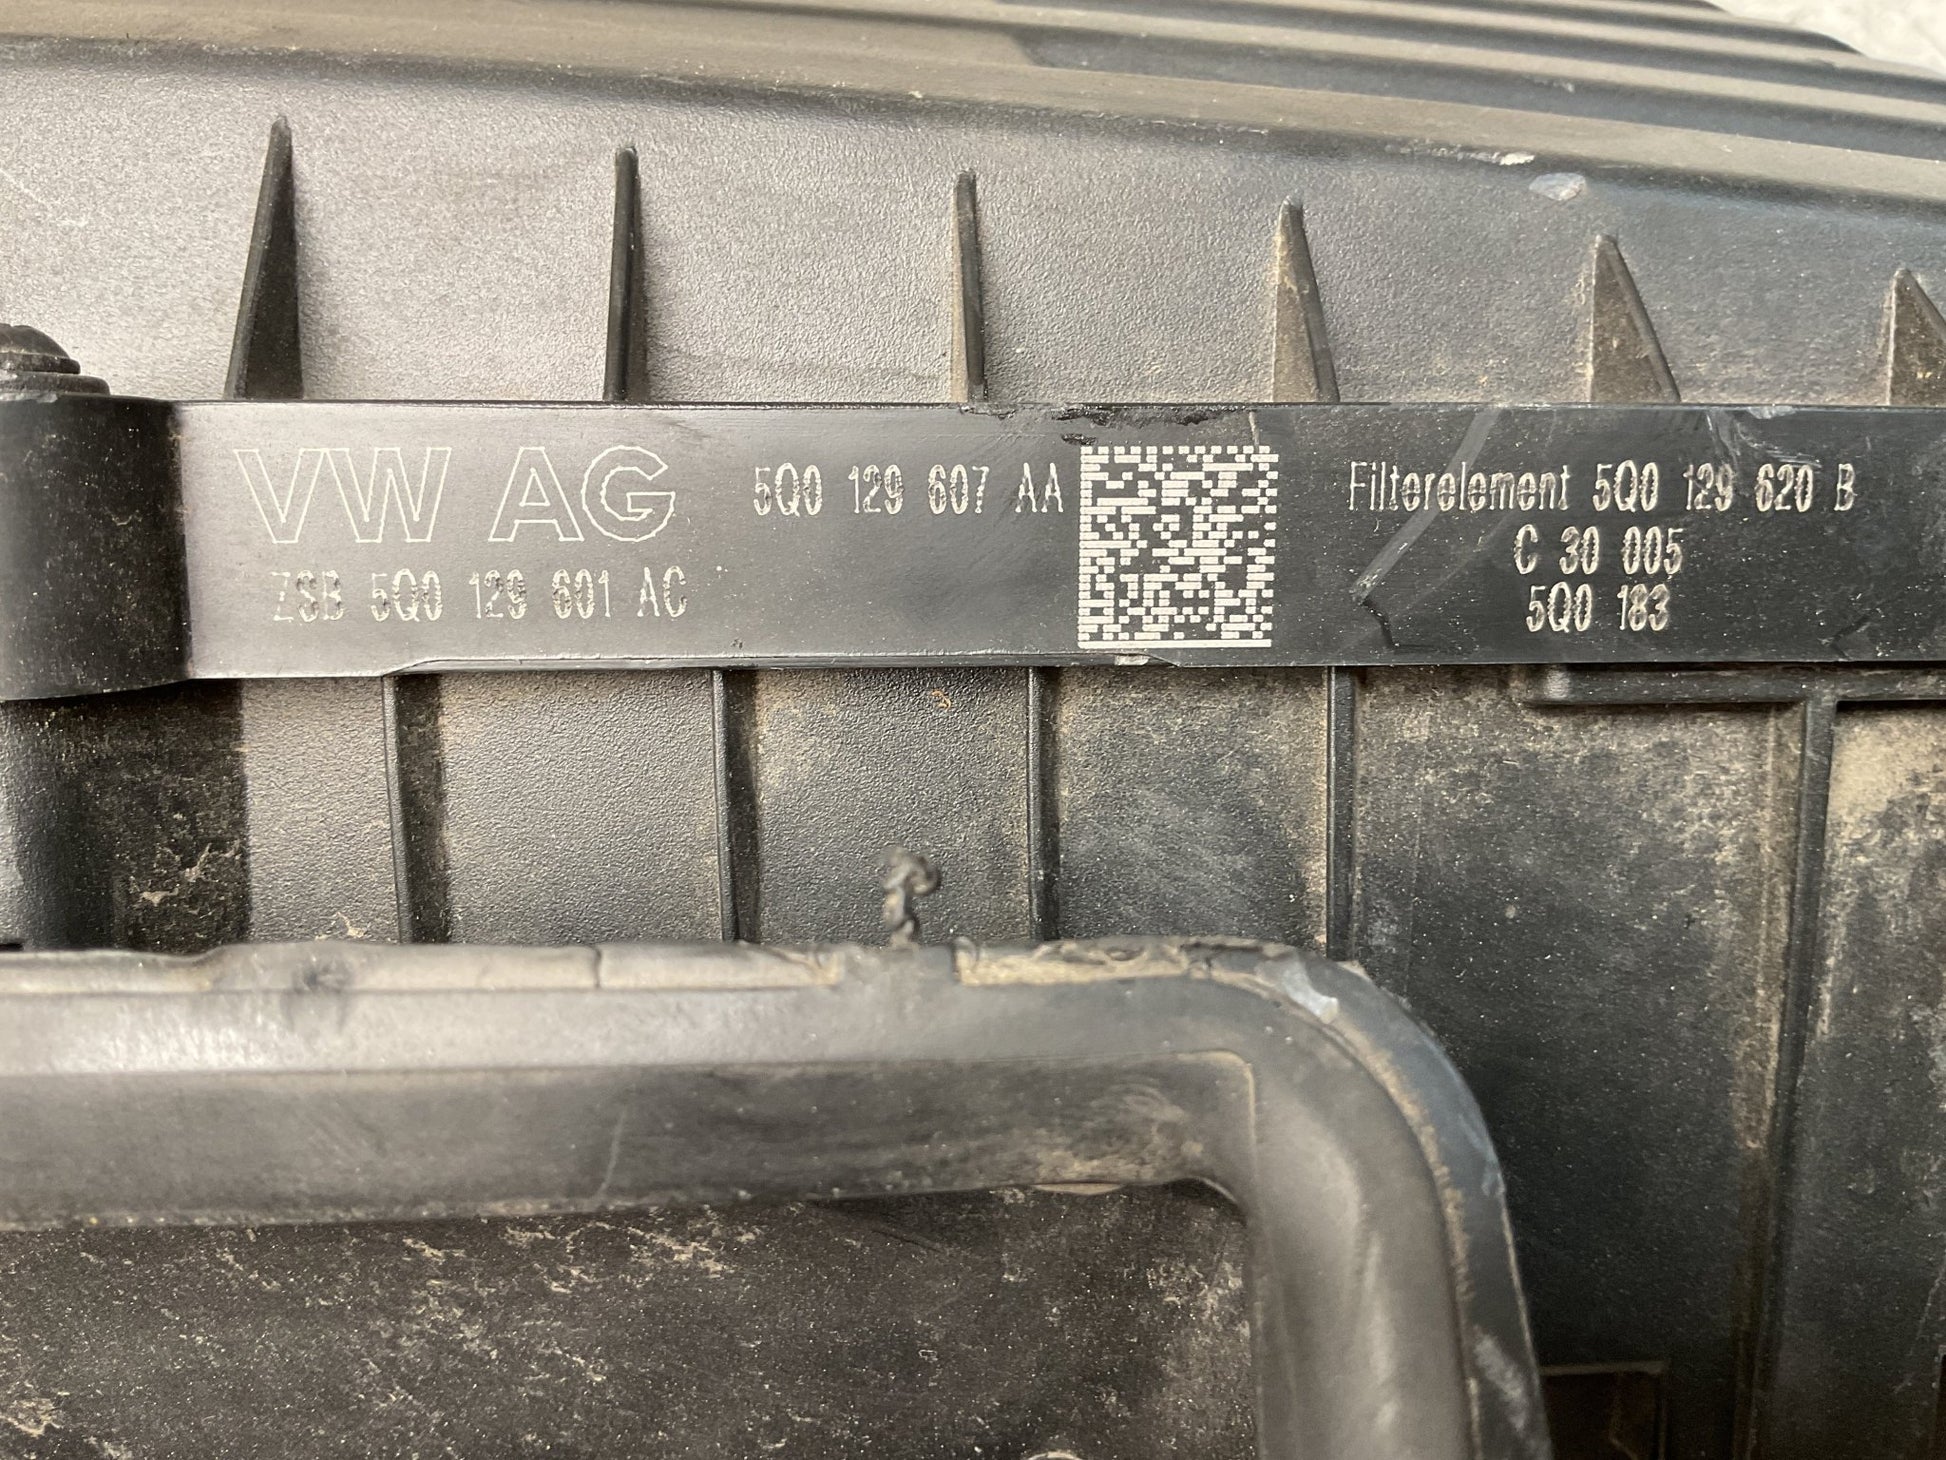 VW AG 5Q0 129 607 AA
ZSB 5Q0 129 601 AC
Filterelement 5Q0 129 620 B
C 30 005
5Q0 183